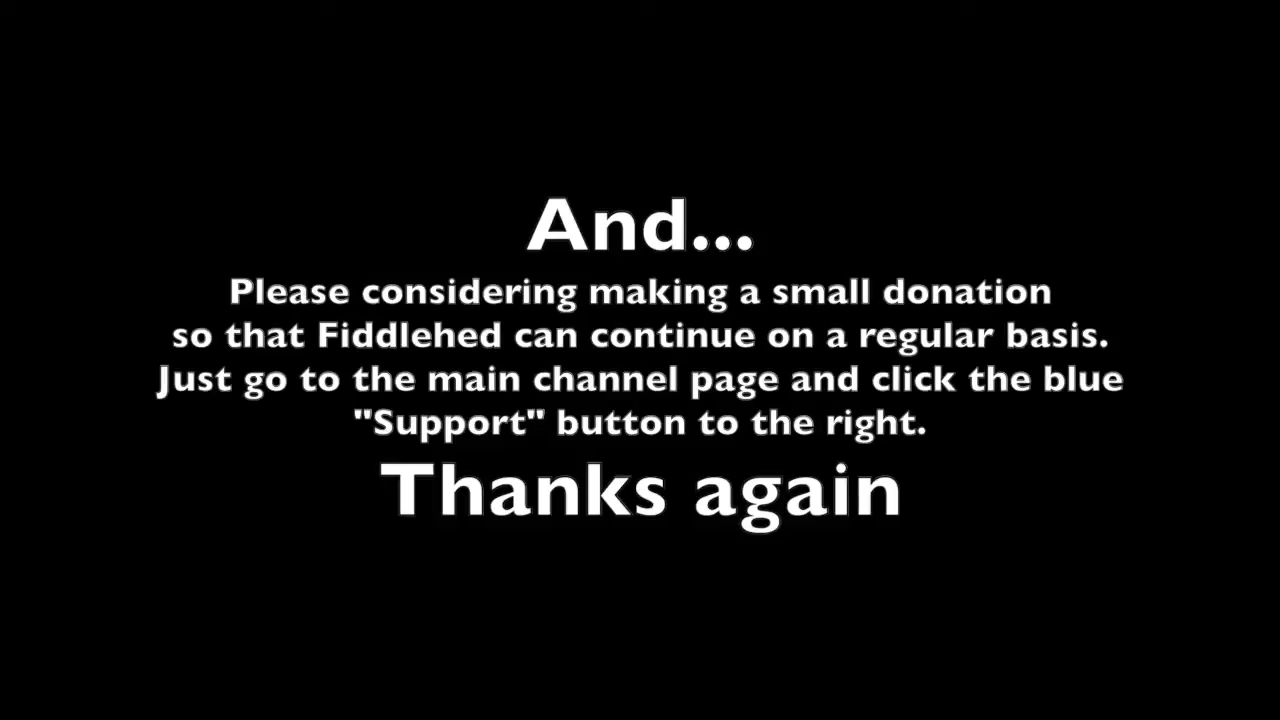 And...
Please considering making a small donation
so that Fiddlehed can continue on a regular basis.
Just go to the main channel page and click the blue
"Support" button to the right.
Thanks again